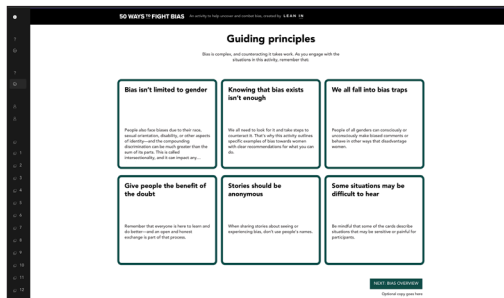 50 WAYS TO FIGHT BIAS An activity to help uncover and combat bias, created by LEAN IN
Guiding principles
Bias is complex, and counteracting it takes work. As you engage with the
situations in this activity, remember that:
Bias isn't limited to gender
People also face biases due to their race,
sexual orientation, disability, or other aspects
of identity—and the compounding
discrimination can be much greater than the
sum of its parts. This is called
intersectionality, and it can impact any...
Knowing that bias exists
isn't enough
We all need to look for it and take steps to
counteract it. That's why this activity outlines
specific examples of bias towards women
with clear recommendations for what you can
do.
We all fall into bias traps
People of all genders can consciously or
unconsciously make biased comments or
behave in other ways that disadvantage
women.
Give people the benefit of
the doubt
Remember that everyone is here to learn and
do better—and an open and honest
exchange is part of that process.
Stories should be
anonymous
When sharing stories about seeing or
experiencing bias, don't use people's names.
Some situations may be
difficult to hear
Be mindful that some of the cards describe
situations that may be sensitive or painful for
participants.
NEXT: BIAS OVERVIEW
Optional copy goes here
1
2
3
4
5
6
7
8
9
10
11
12